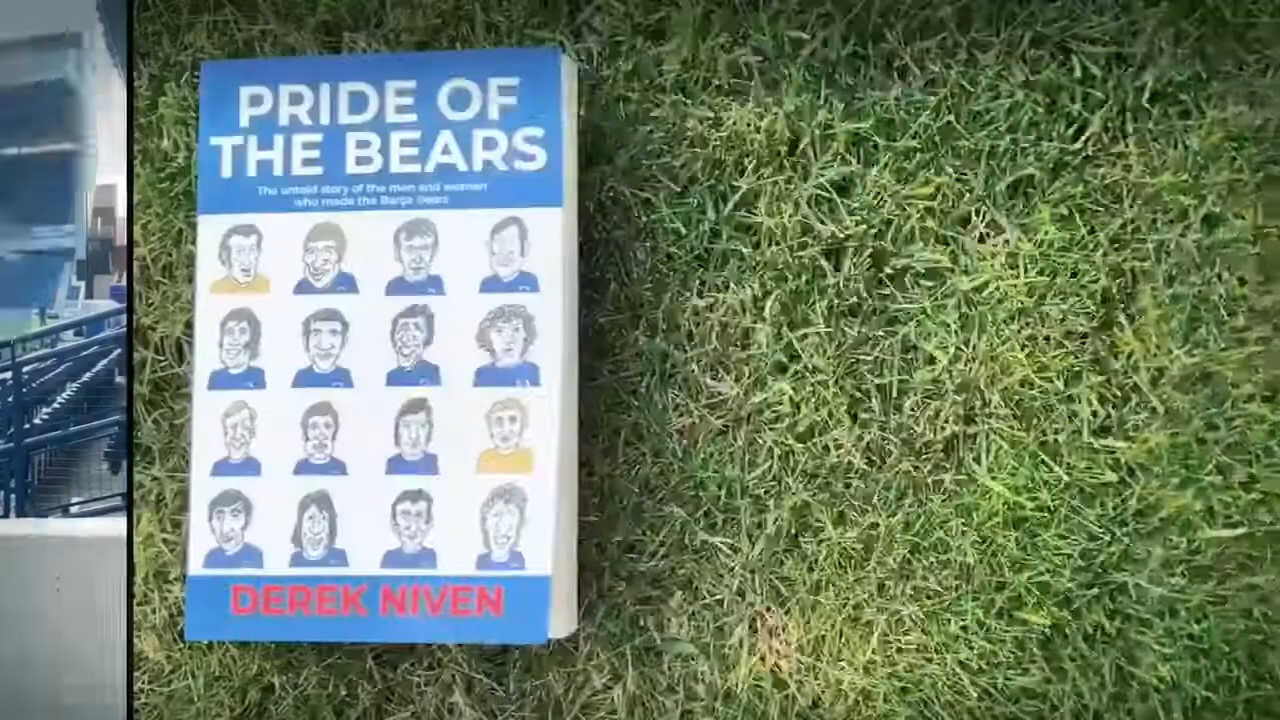 PRIDE OF
THE BEARS
The untold story of the men and women
who made the Barça Bears
DEREK NIVEN